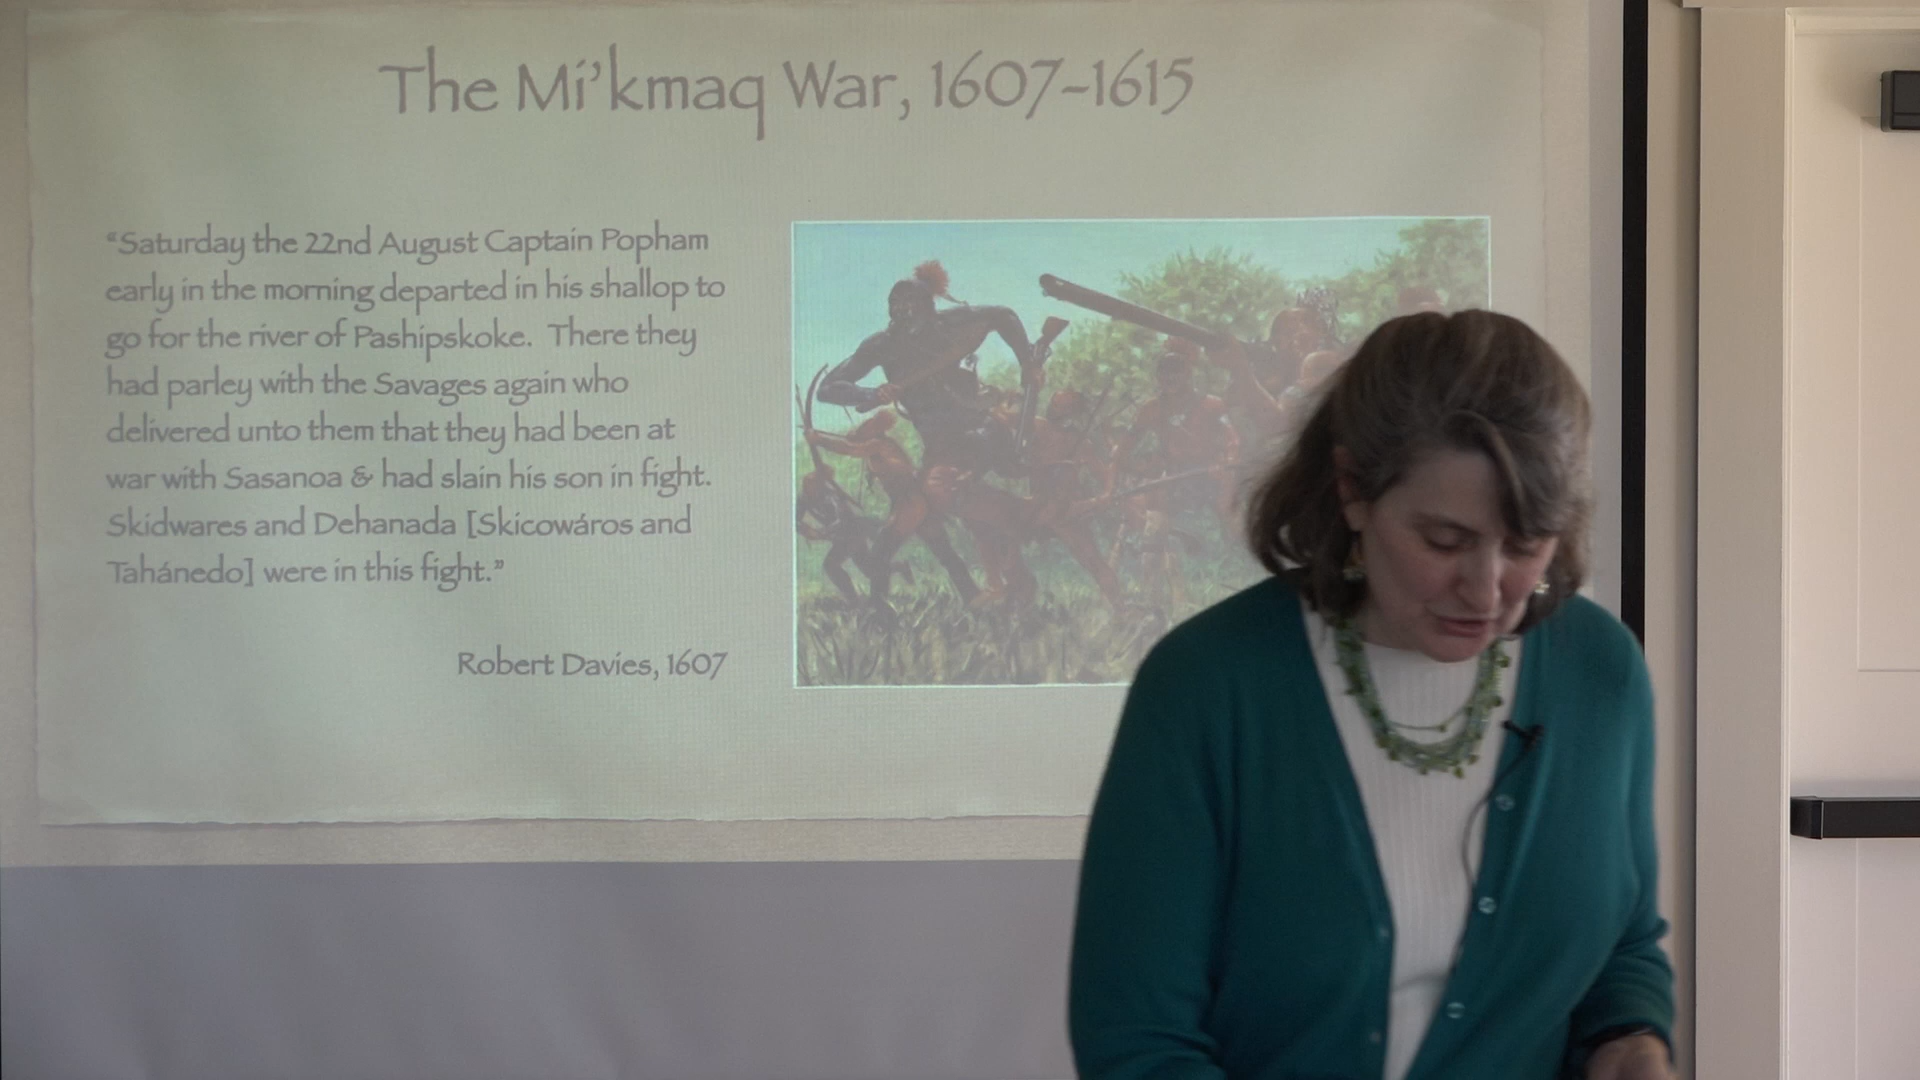 The Mi'kmaq War, 1607-1615
“Saturday the 22nd August Captain Popham
early in the morning departed in his shallop to
go for the river of Pashipskoke.  There they
had parley with the Savages again who
delivered unto them that they had been at
war with Sasanoa & had slain his son in fight.
Skidwares and Dehanada [Skicowáros and
Tahánedo] were in this fight.”
Robert Davies, 1607